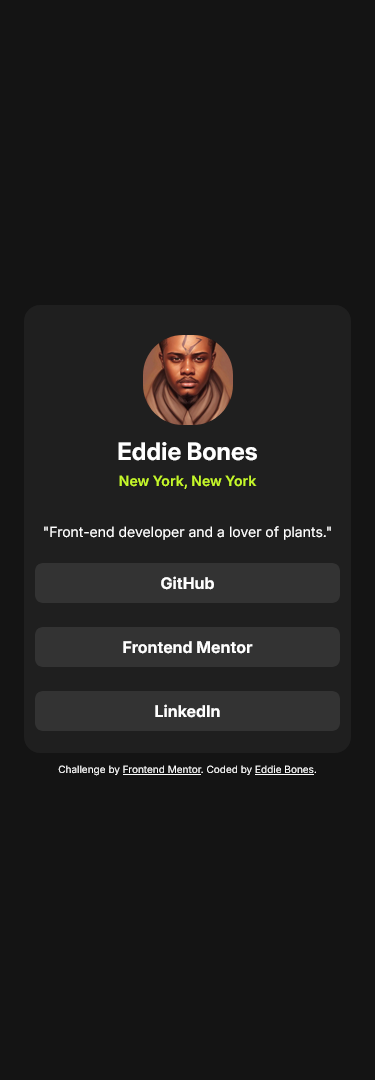 Eddie Bones
New York, New York
"Front-end developer and a lover of plants."
GitHub
Frontend Mentor
LinkedIn
Challenge by Frontend Mentor. Coded by Eddie Bones.